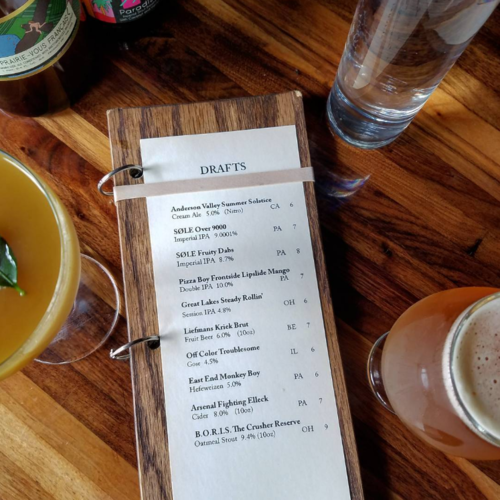 PRAIRIE-VOUS FRANÇAIS
Paradis
DRAFTS
Anderson Valley Summer Solstice CA 6
Cream Ale 5.0% (Nitro)
SØLE Over 9000 PA 7
Imperial IPA 9.0001%
SØLE Fruity Dabs PA 8
Imperial IPA 8.7%
Pizza Boy Frontside Lipslide Mango PA 7
Double IPA 10.0%
Great Lakes Steady Rollin' OH 6
Session IPA 4.8%
Liefmans Kriek Brut BE 7
Fruit Beer 6.0% (10oz)
Off Color Troublesome IL 6
Gose 4.5%
East End Monkey Boy PA 6
Hefeweizen 5.0%
Arsenal Fighting Elleck PA 7
Cider 8.0% (10oz)
B.O.R.I.S. The Crusher Reserve OH 9
Oatmeal Stout 9.4% (10oz)